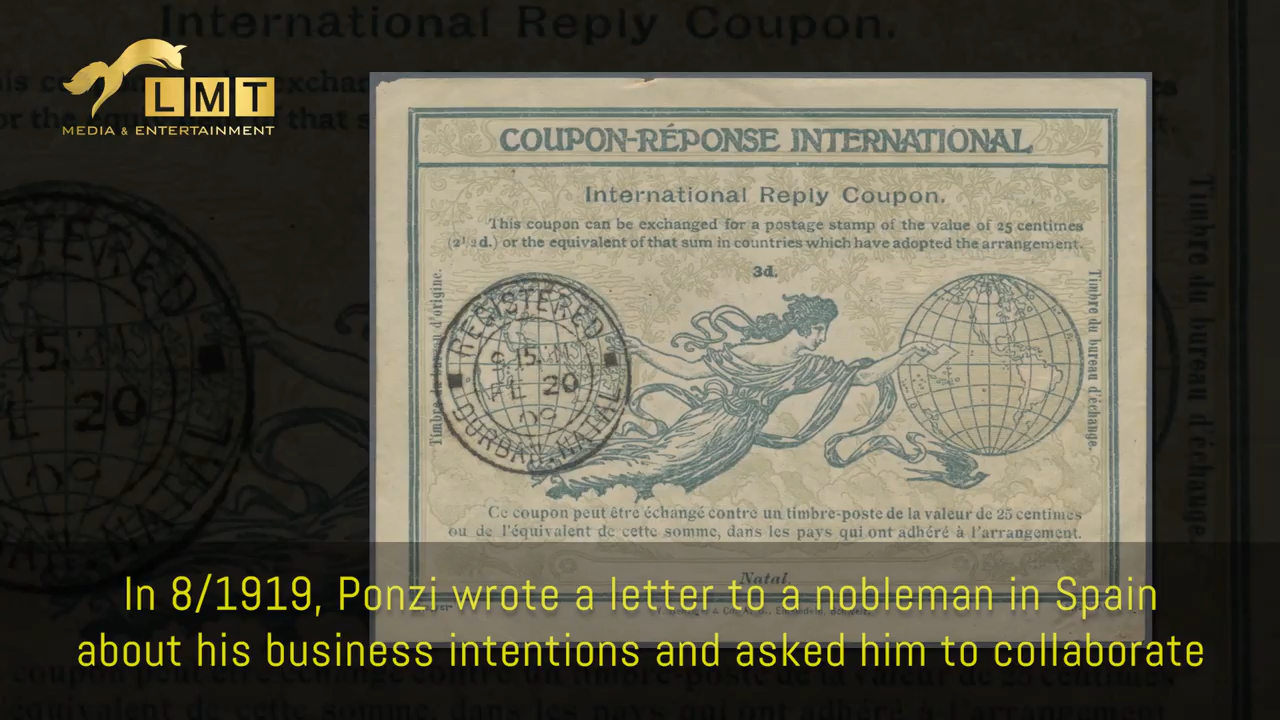 International Reply Coupon.
LMT
MEDIA & ENTERTAINMENT
COUPON-RÉPONSE INTERNATIONAL
International Reply Coupon.
This coupon can be exchanged for a postage stamp of the value of 25 centimes
(2½d.) or the equivalent of that sum in countries which have adopted the arrangement.
3d.
Timbre du bureau d'origine.
REGISTERED
15.
FE 20
09
DURBAN. NATAL
Timbre du bureau d'échange.
Ce coupon peut être échangé contre un timbre-poste de la valeur de 25 centimes
ou de l'équivalent de cette somme, dans les pays qui ont adhéré à l'arrangement.
Natal.
In 8/1919, Ponzi wrote a letter to a nobleman in Spain
about his business intentions and asked him to collaborate